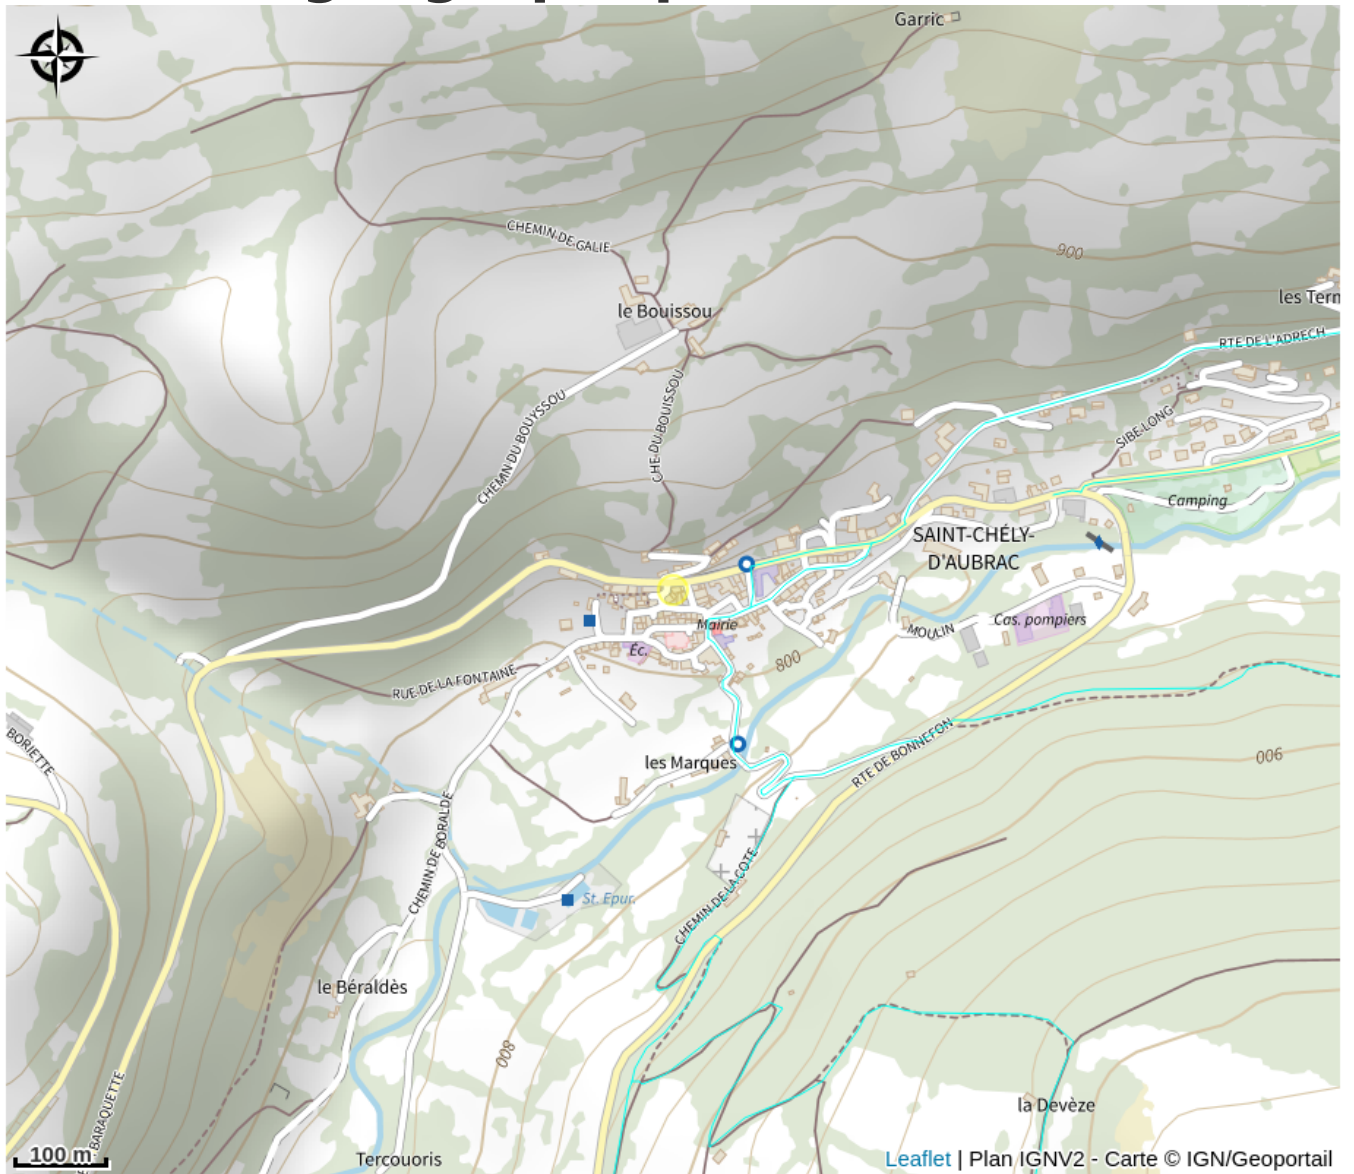 Garric
CHEMIN DE GALIE
900
les Tern
le Bouissou
RTE DE L'ADRECH
CHE DU BOUISSOU
CHEMIN DU BOUYSSOU
SIBE-LONG
Camping
SAINT-CHÉLY-
D'AUBRAC
Cas. pompiers
Mairie
MOULIN
Éc.
800
RUE DE LA FONTAINE
BORIETTE
les Marques
RTE DE BONNEFON
900
CHEMIN DE BORALDE
CHEMIN DE LA COTE
St. Epur.
le Béraldès
800
la Devèze
BARAQUETTE
100 m
Tercouoris
Leaflet | Plan IGNV2 - Carte © IGN/Geoportail